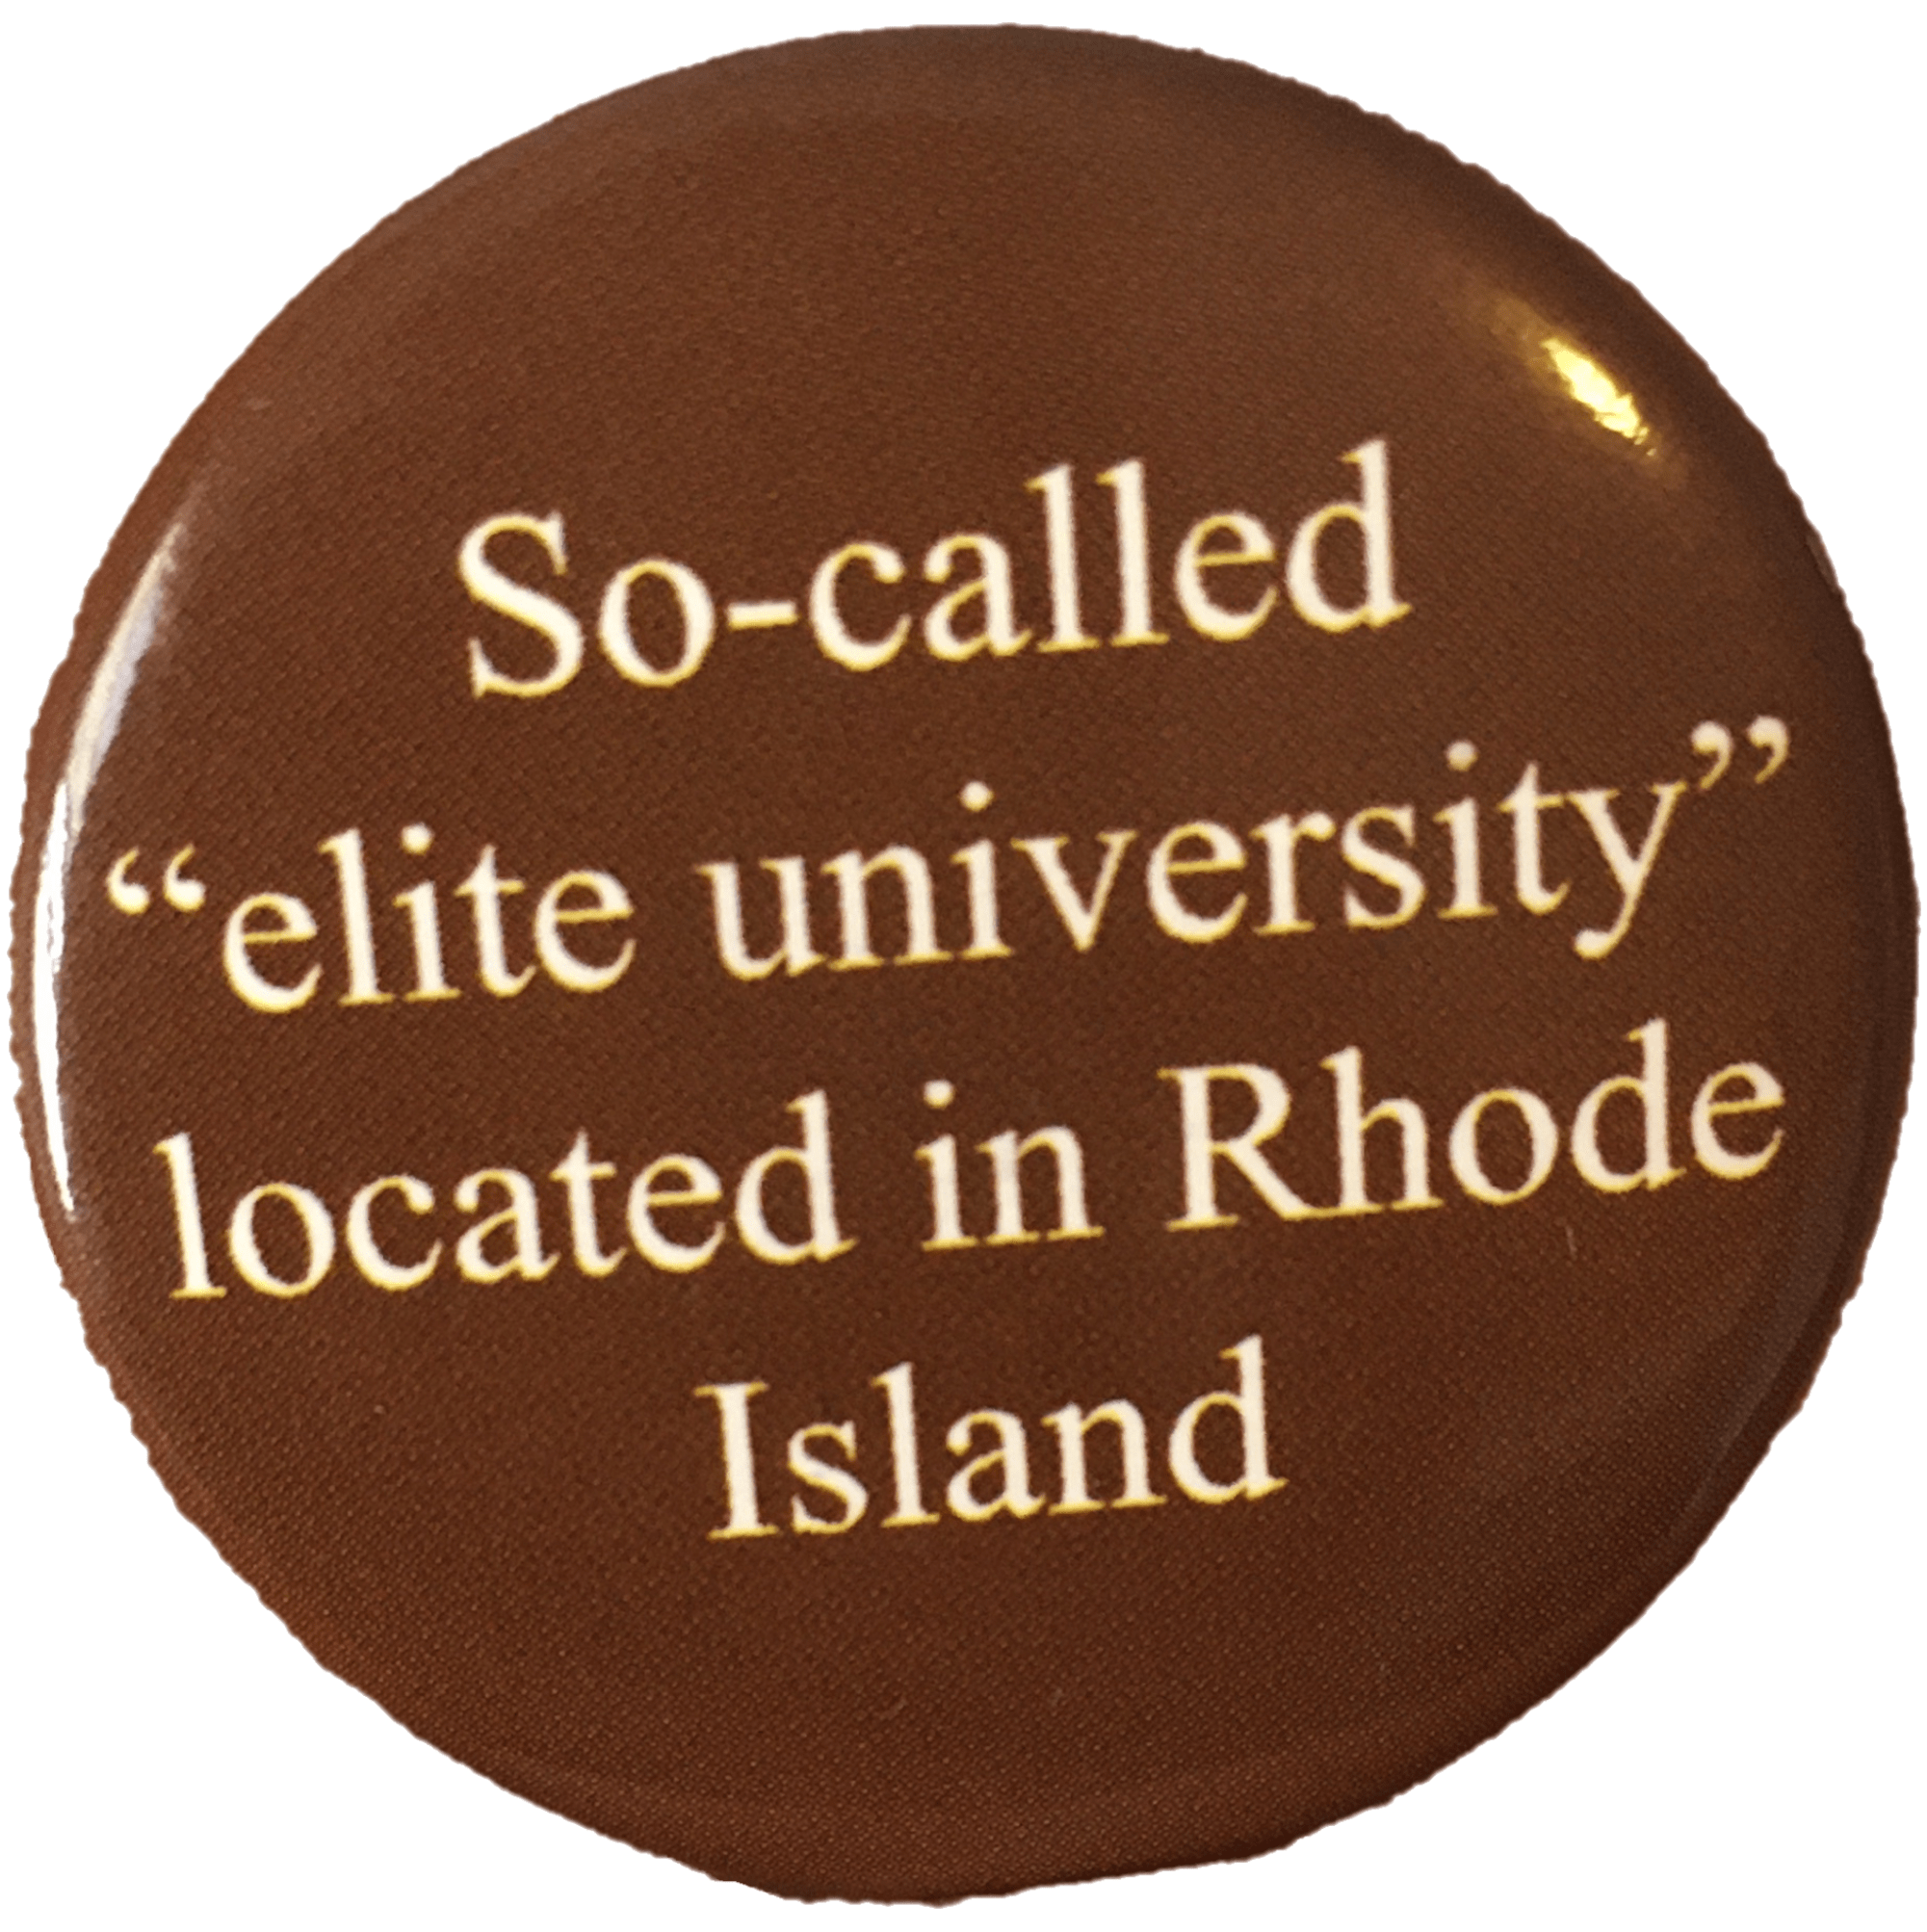 So-called
“elite university”
located in Rhode
Island